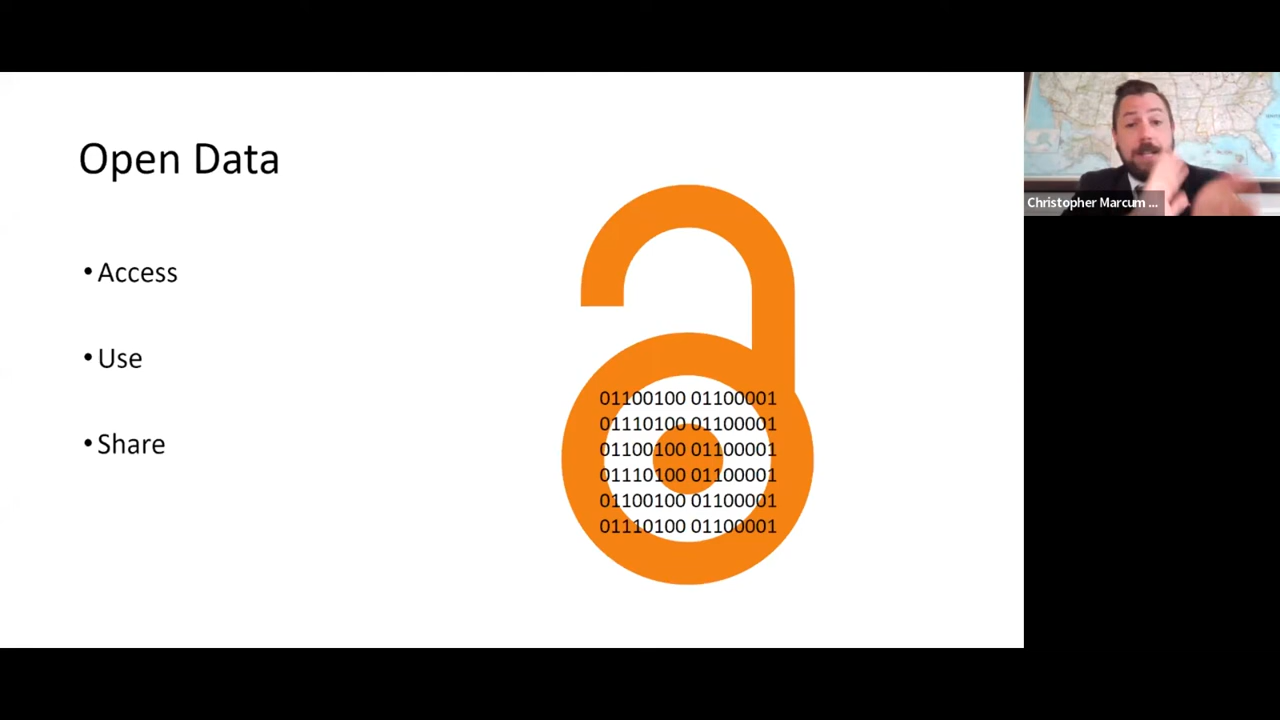 Open Data
•Access
•Use
•Share
01100100 01100001
01110100 01100001
01100100 01100001
01110100 01100001
01100100 01100001
01110100 01100001
Christopher Marcum ...